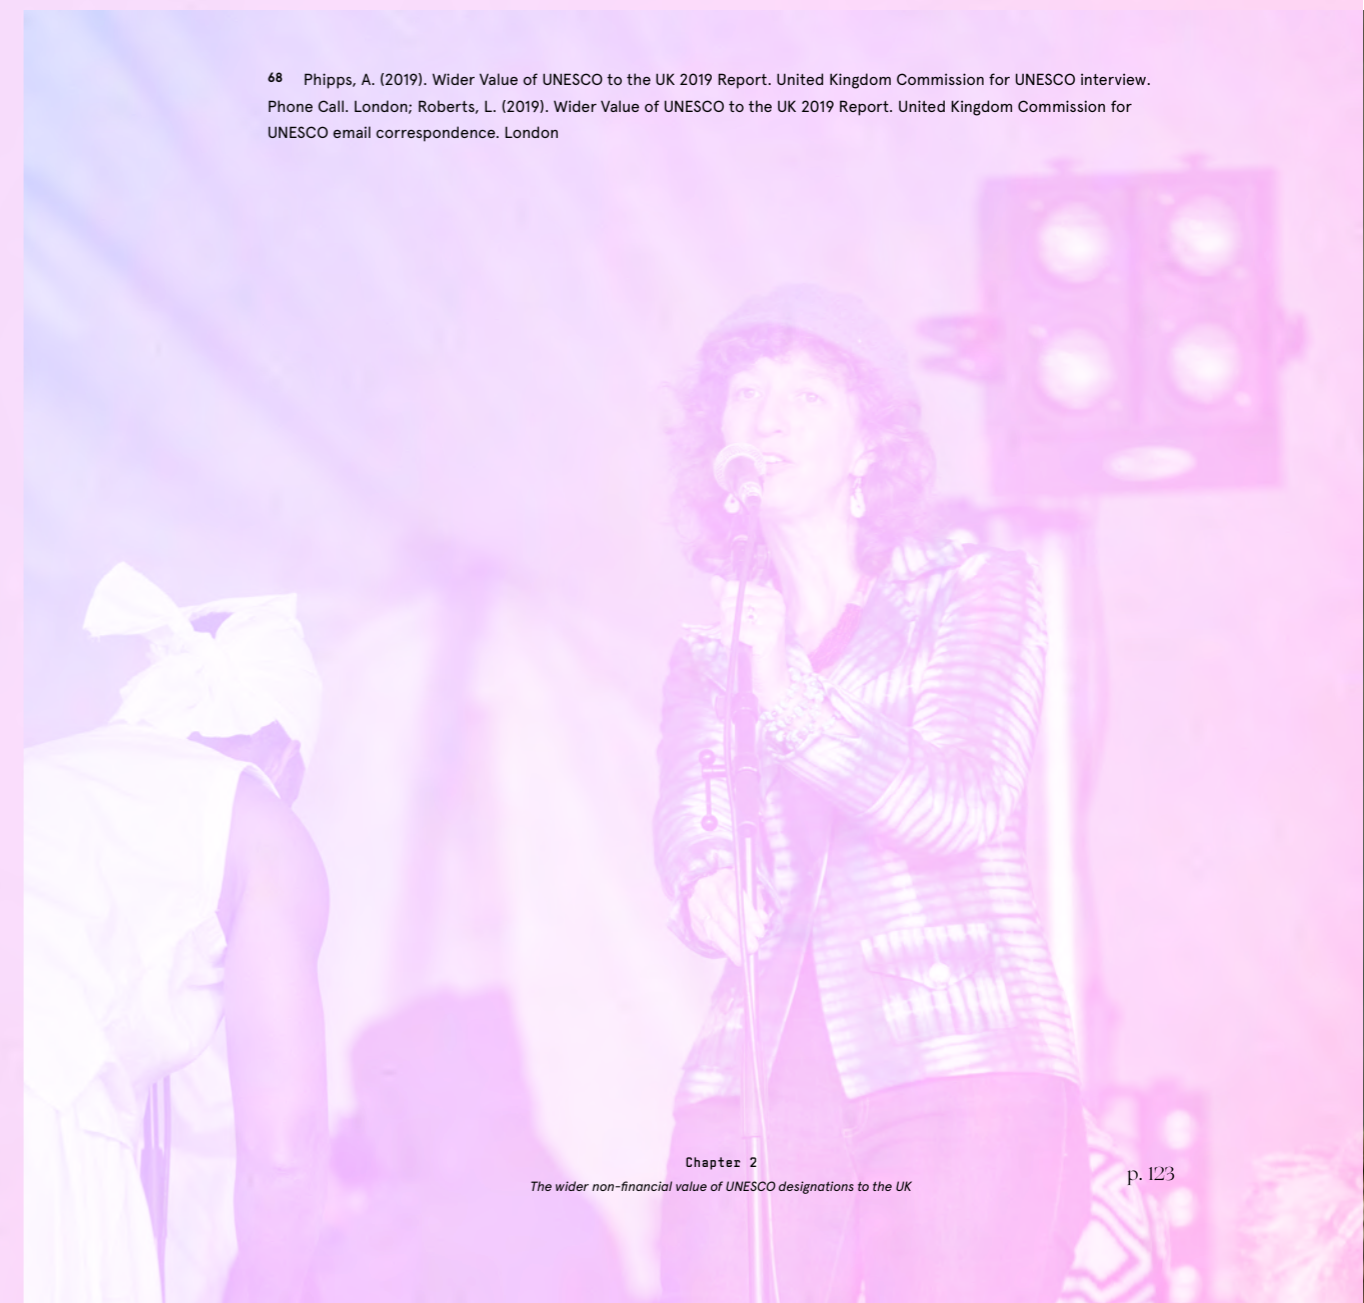 68 Phipps, A. (2019). Wider Value of UNESCO to the UK 2019 Report. United Kingdom Commission for UNESCO interview.
Phone Call. London; Roberts, L. (2019). Wider Value of UNESCO to the UK 2019 Report. United Kingdom Commission for
UNESCO email correspondence. London
Chapter 2
The wider non-financial value of UNESCO designations to the UK
p. 123